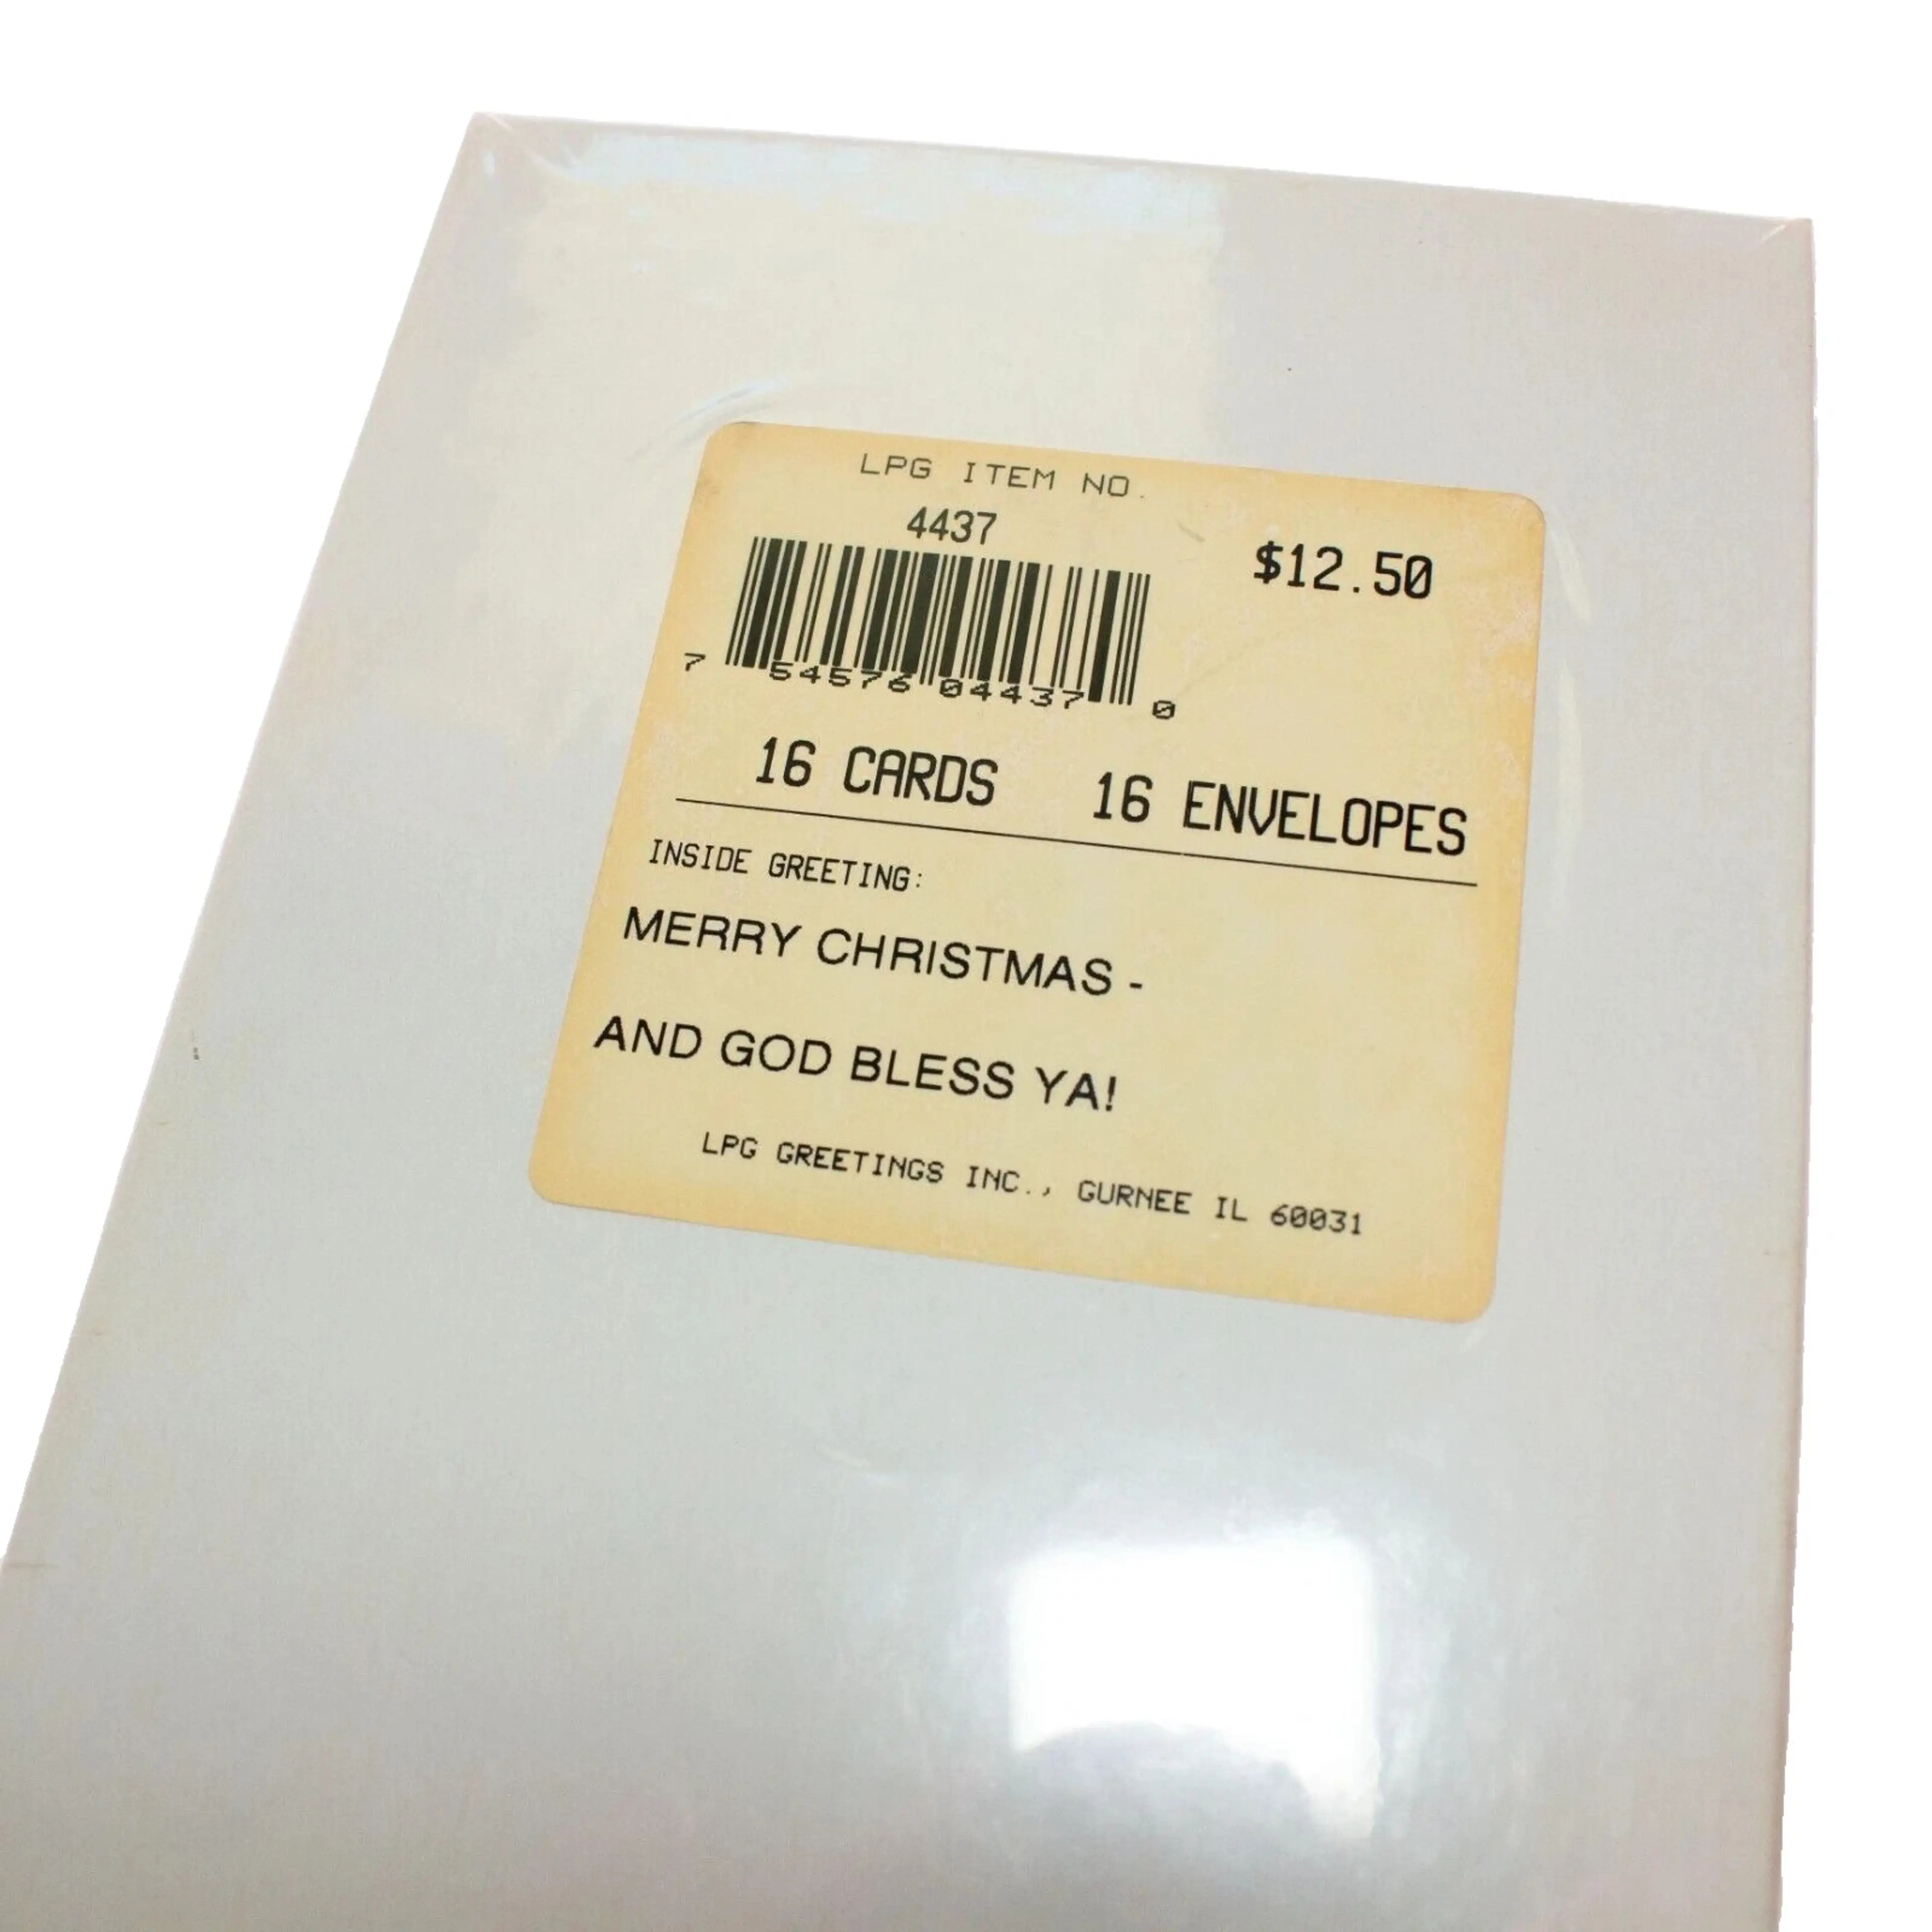 LPG ITEM NO.
4437
$12.50
7 54576 04437 0
16 CARDS 16 ENVELOPES
INSIDE GREETING:
MERRY CHRISTMAS -
AND GOD BLESS YA!
LPG GREETINGS INC., GURNEE IL 60031